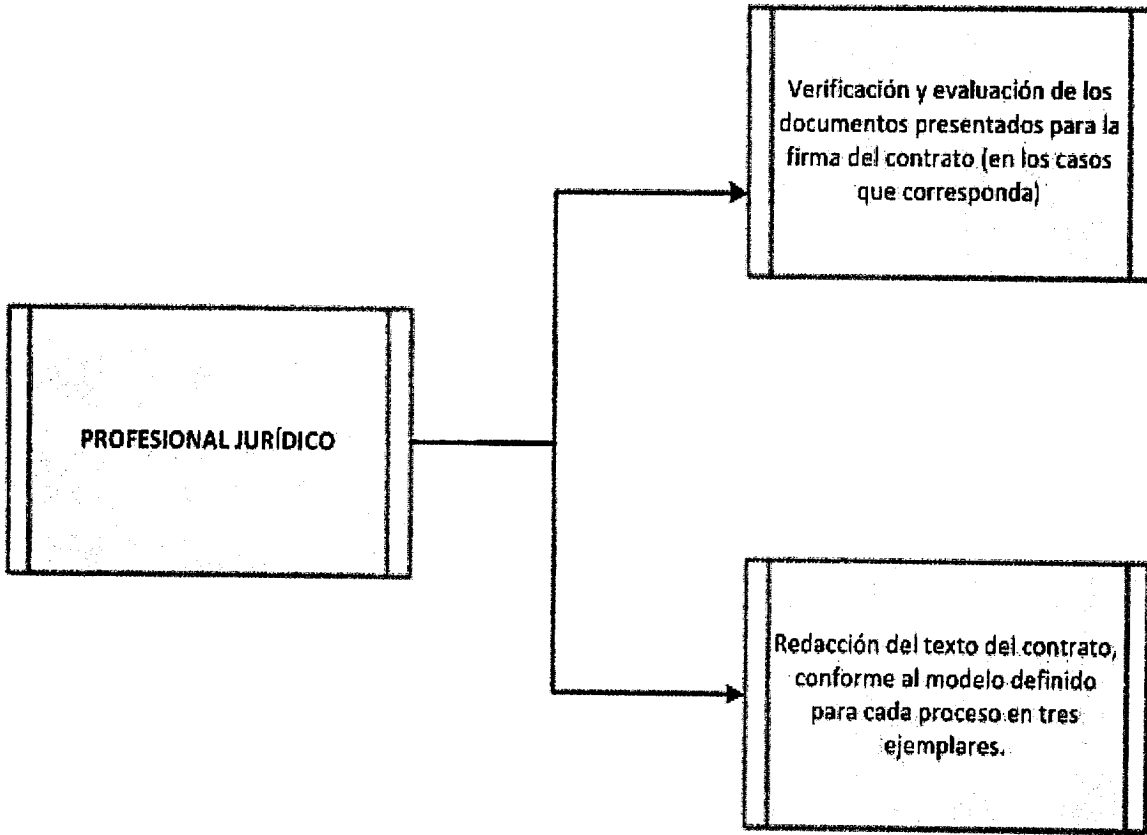 Verificación y evaluación de los
documentos presentados para la
firma del contrato (en los casos
que corresponda)
PROFESIONAL JURÍDICO
Redacción del texto del contrato,
conforme al modelo definido
para cada proceso en tres
ejemplares.